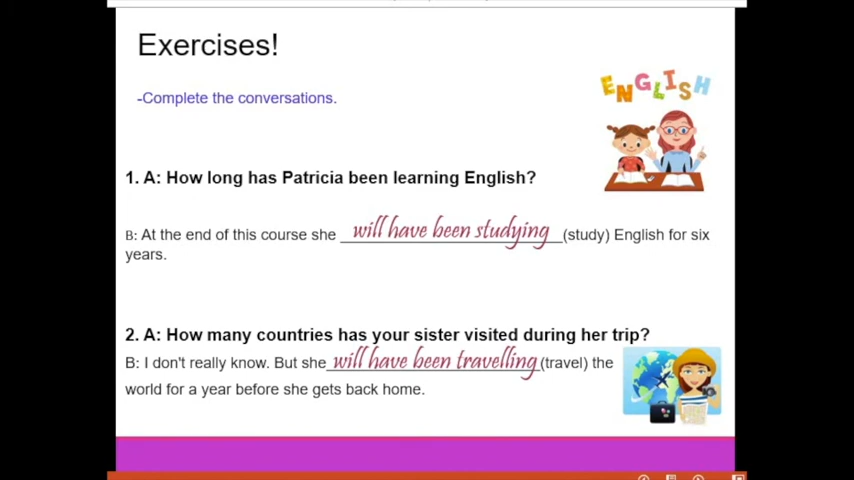 Exercises!
-Complete the conversations.
ENGLISH
1. A: How long has Patricia been learning English?
B: At the end of this course she will have been studying (study) English for six
years.
2. A: How many countries has your sister visited during her trip?
B: I don't really know. But she will have been travelling (travel) the
world for a year before she gets back home.